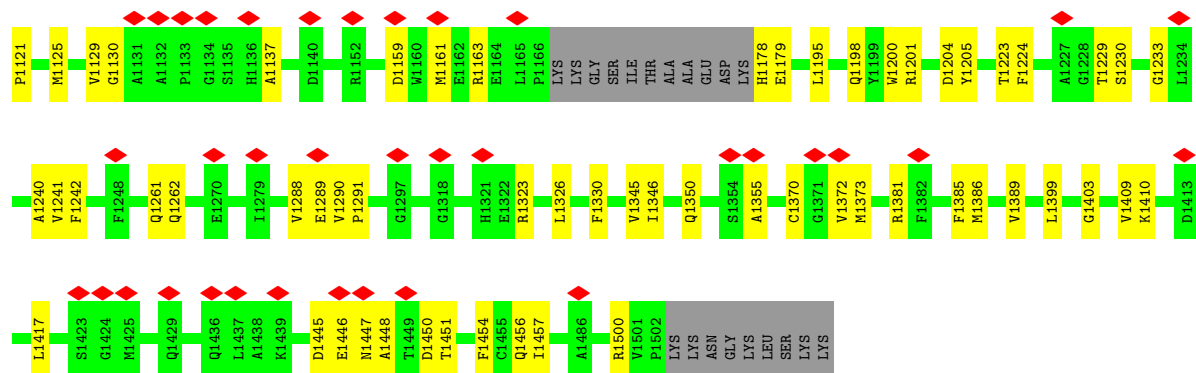 P1121 M1125 V1129 G1130 A1131 A1132 P1133 G1134 S1135 H1136 A1137 D1140 R1152 D1159 W1160 M1161 E1162 R1163 E1164 L1165 P1166 LYS LYS GLY SER ILE THR ALA ALA GLU ASP LYS H1178 E1179 L1195 Q1198 Y1199 W1200 R1201 D1204 Y1205 T1223 F1224 A1227 G1228 T1229 S1230 G1233 L1234
A1240 V1241 F1242 F1248 Q1261 Q1262 E1270 I1279 V1288 E1289 V1290 P1291 G1297 G1318 H1321 E1322 R1323 L1326 F1330 V1345 I1346 Q1350 S1354 A1355 C1370 G1371 V1372 M1373 R1381 F1382 F1385 M1386 V1389 L1399 G1403 V1409 K1410 D1413
L1417 S1423 G1424 M1425 Q1429 Q1436 L1437 A1438 K1439 D1445 E1446 N1447 A1448 T1449 D1450 T1451 F1454 C1455 Q1456 I1457 A1486 R1500 V1501 P1502 LYS LYS ASN GLY LYS LEU SER LYS LYS